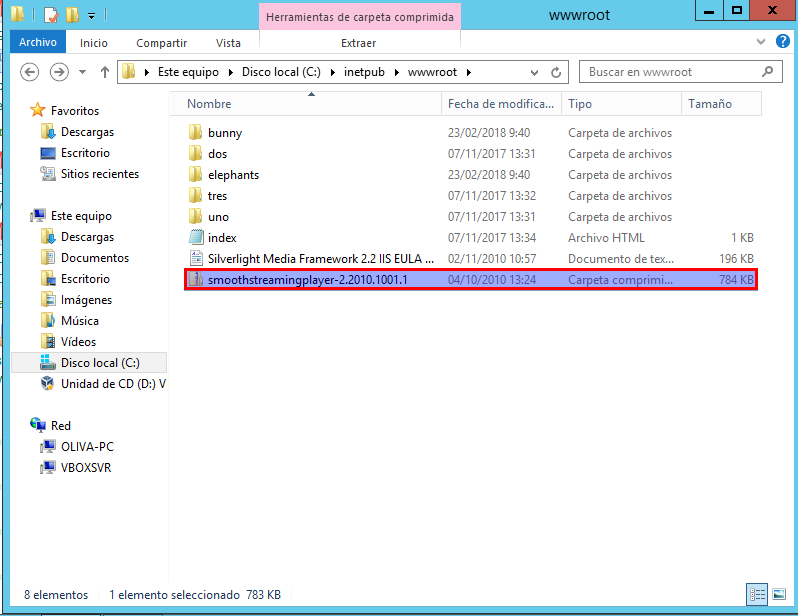 Herramientas de carpeta comprimida
wwwroot
Archivo
Inicio
Compartir
Vista
Extraer
Este equipo
Disco local (C:)
inetpub
wwwroot
Buscar en wwwroot
Favoritos
Descargas
Escritorio
Sitios recientes
Este equipo
Descargas
Documentos
Escritorio
Imágenes
Música
Vídeos
Disco local (C:)
Unidad de CD (D:) V
Red
OLIVA-PC
VBOXSVR
Nombre Fecha de modifica... Tipo Tamaño
bunny 23/02/2018 9:40 Carpeta de archivos
dos 07/11/2017 13:31 Carpeta de archivos
elephants 23/02/2018 9:40 Carpeta de archivos
tres 07/11/2017 13:32 Carpeta de archivos
uno 07/11/2017 13:31 Carpeta de archivos
index 07/11/2017 13:34 Archivo HTML 1 KB
Silverlight Media Framework 2.2 IIS EULA ... 02/11/2010 10:57 Documento de tex... 196 KB
smoothstreamingplayer-2.2010.1001.1 04/10/2010 13:24 Carpeta comprimi... 784 KB
8 elementos 1 elemento seleccionado 783 KB